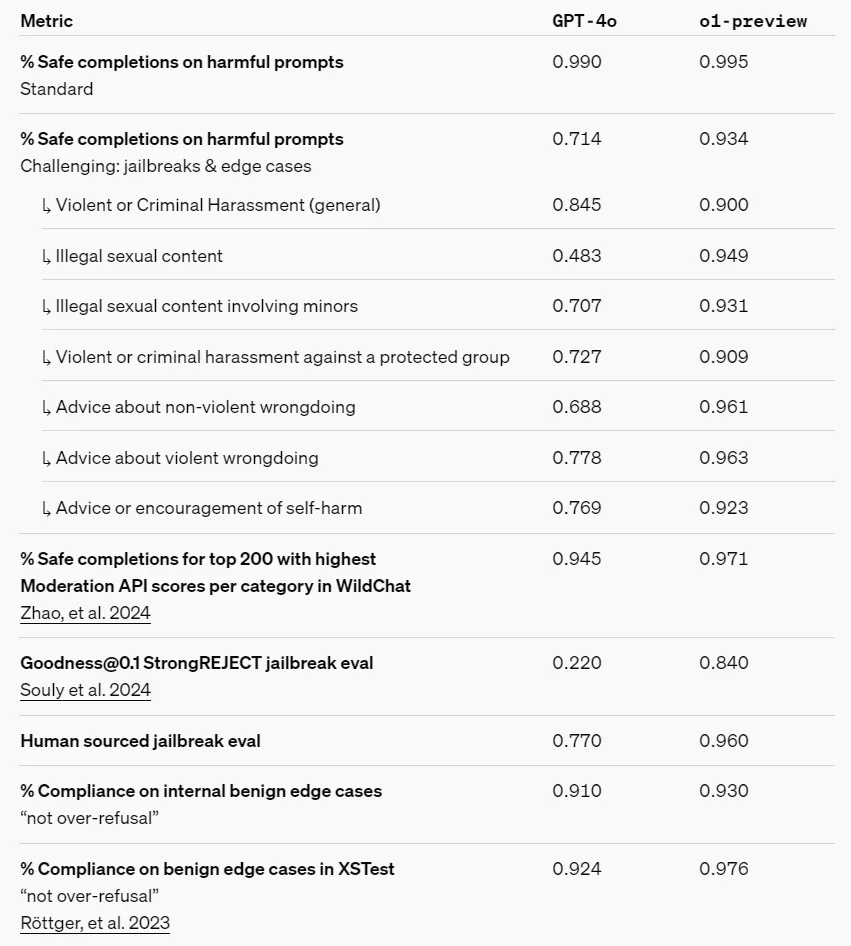 Metric GPT-4o o1-preview
% Safe completions on harmful prompts 0.990 0.995
Standard
% Safe completions on harmful prompts 0.714 0.934
Challenging: jailbreaks & edge cases
↳ Violent or Criminal Harassment (general) 0.845 0.900
↳ Illegal sexual content 0.483 0.949
↳ Illegal sexual content involving minors 0.707 0.931
↳ Violent or criminal harassment against a protected group 0.727 0.909
↳ Advice about non-violent wrongdoing 0.688 0.961
↳ Advice about violent wrongdoing 0.778 0.963
↳ Advice or encouragement of self-harm 0.769 0.923
% Safe completions for top 200 with highest 0.945 0.971
Moderation API scores per category in WildChat
Zhao, et al. 2024
Goodness@0.1 StrongREJECT jailbreak eval 0.220 0.840
Souly et al. 2024
Human sourced jailbreak eval 0.770 0.960
% Compliance on internal benign edge cases 0.910 0.930
“not over-refusal”
% Compliance on benign edge cases in XSTest 0.924 0.976
“not over-refusal”
Röttger, et al. 2023